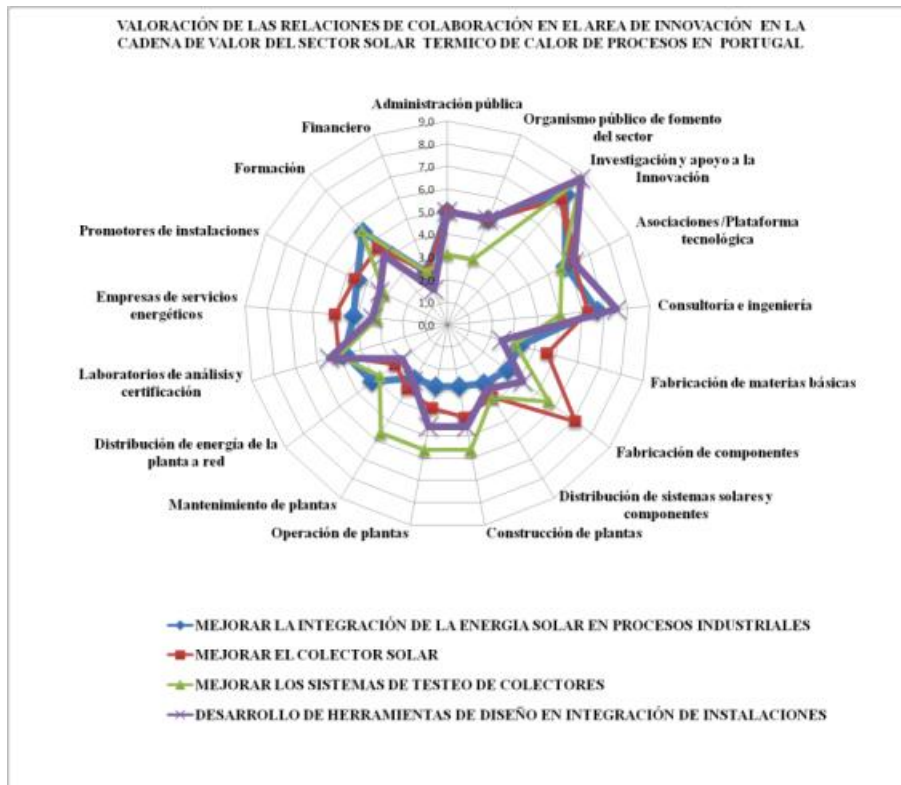 VALORACIÓN DE LAS RELACIONES DE COLABORACIÓN EN EL AREA DE INNOVACIÓN EN LA
CADENA DE VALOR DEL SECTOR SOLAR TERMICO DE CALOR DE PROCESOS EN PORTUGAL
Administración pública
Organismo público de fomento
del sector
Investigación y apoyo a la
Innovación
Asociaciones /Plataforma
tecnológica
Consultoría e ingeniería
Fabricación de materias básicas
Fabricación de componentes
Distribución de sistemas solares y
componentes
Construcción de plantas
Operación de plantas
Mantenimiento de plantas
Distribución de energía de la
planta a red
Laboratorios de análisis y
certificación
Empresas de servicios
energéticos
Promotores de instalaciones
Formación
Financiero
9,0
8,0
7,0
6,0
5,0
4,0
3,0
2,0
1,0
0,0
MEJORAR LA INTEGRACIÓN DE LA ENERGIA SOLAR EN PROCESOS INDUSTRIALES
MEJORAR EL COLECTOR SOLAR
MEJORAR LOS SISTEMAS DE TESTEO DE COLECTORES
DESARROLLO DE HERRAMIENTAS DE DISEÑO EN INTEGRACIÓN DE INSTALACIONES